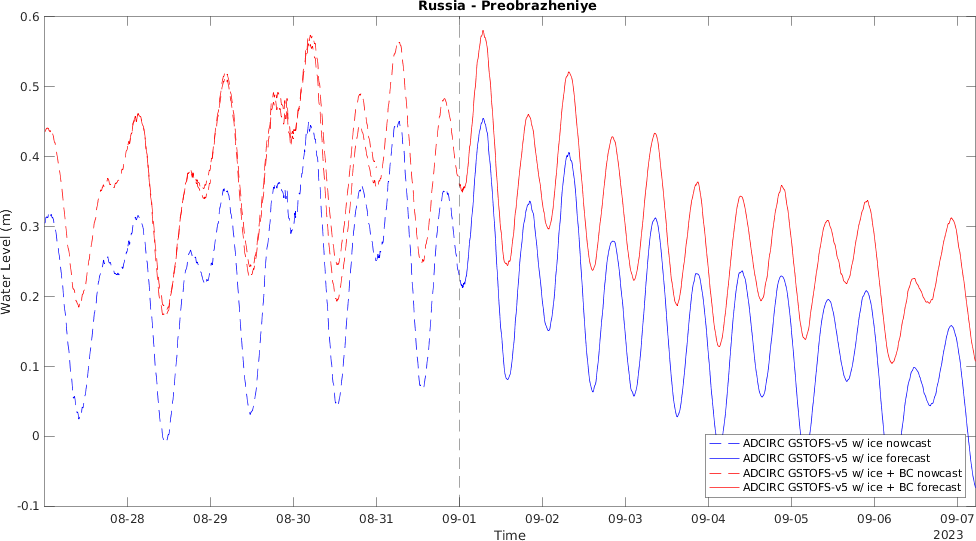 Russia - Preobrazheniye
0.6
0.5
0.4
0.3
0.2
0.1
0
-0.1
Water Level (m)
08-28 08-29 08-30 08-31 09-01 09-02 09-03 09-04 09-05 09-06 09-07
Time
2023
ADCIRC GSTOFS-v5 w/ ice nowcast
ADCIRC GSTOFS-v5 w/ ice forecast
ADCIRC GSTOFS-v5 w/ ice + BC nowcast
ADCIRC GSTOFS-v5 w/ ice + BC forecast